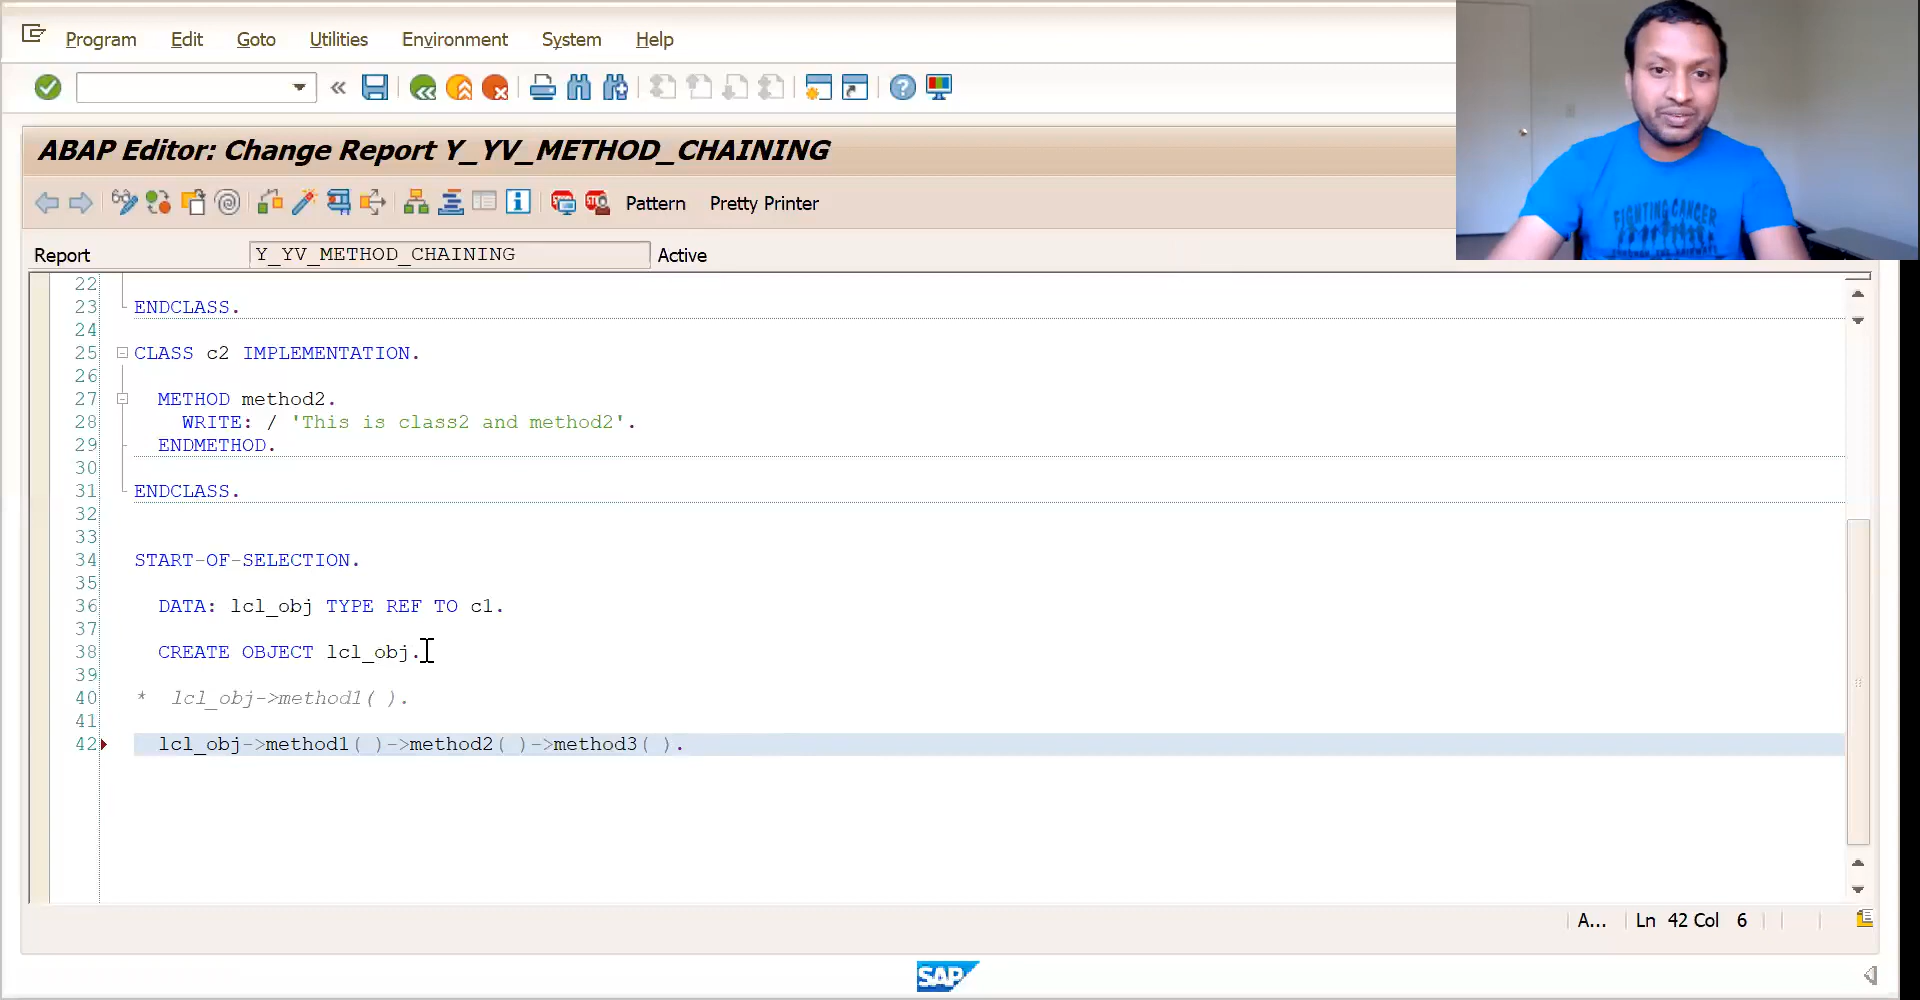 Program Edit Goto Utilities Environment System Help
ABAP Editor: Change Report Y_YV_METHOD_CHAINING
Pattern Pretty Printer
Report Y_YV_METHOD_CHAINING Active
22
23 ENDCLASS.
24
25 CLASS c2 IMPLEMENTATION.
26
27 METHOD method2.
28 WRITE: / 'This is class2 and method2'.
29 ENDMETHOD.
30
31 ENDCLASS.
32
33
34 START-OF-SELECTION.
35
36 DATA: lcl_obj TYPE REF TO c1.
37
38 CREATE OBJECT lcl_obj.
39
40 * lcl_obj->method1( ).
41
42 lcl_obj->method1( )->method2( )->method3( ).
A... Ln 42 Col 6
SAP
FIGHTING CANCER